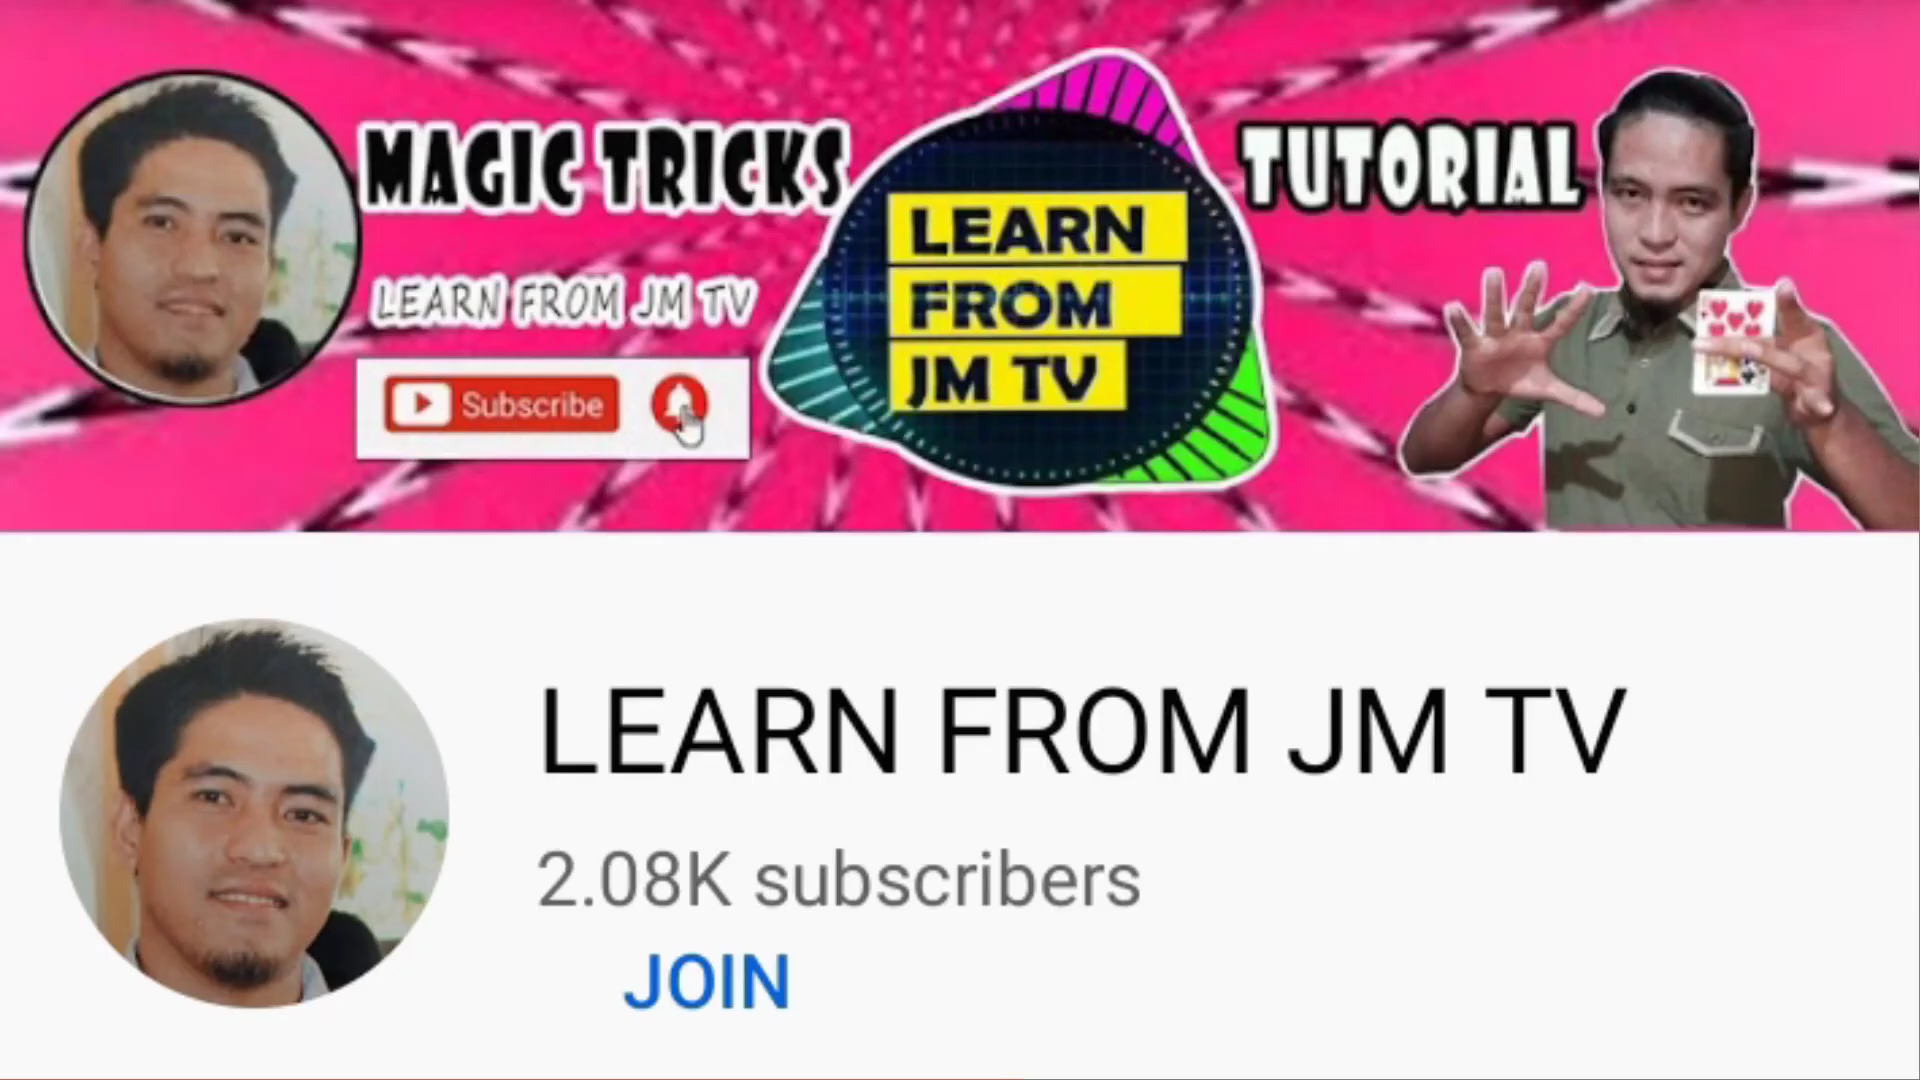 MAGIC TRICKS
LEARN FROM JM TV
Subscribe
LEARN
FROM
JM TV
TUTORIAL
LEARN FROM JM TV
2.08K subscribers
JOIN